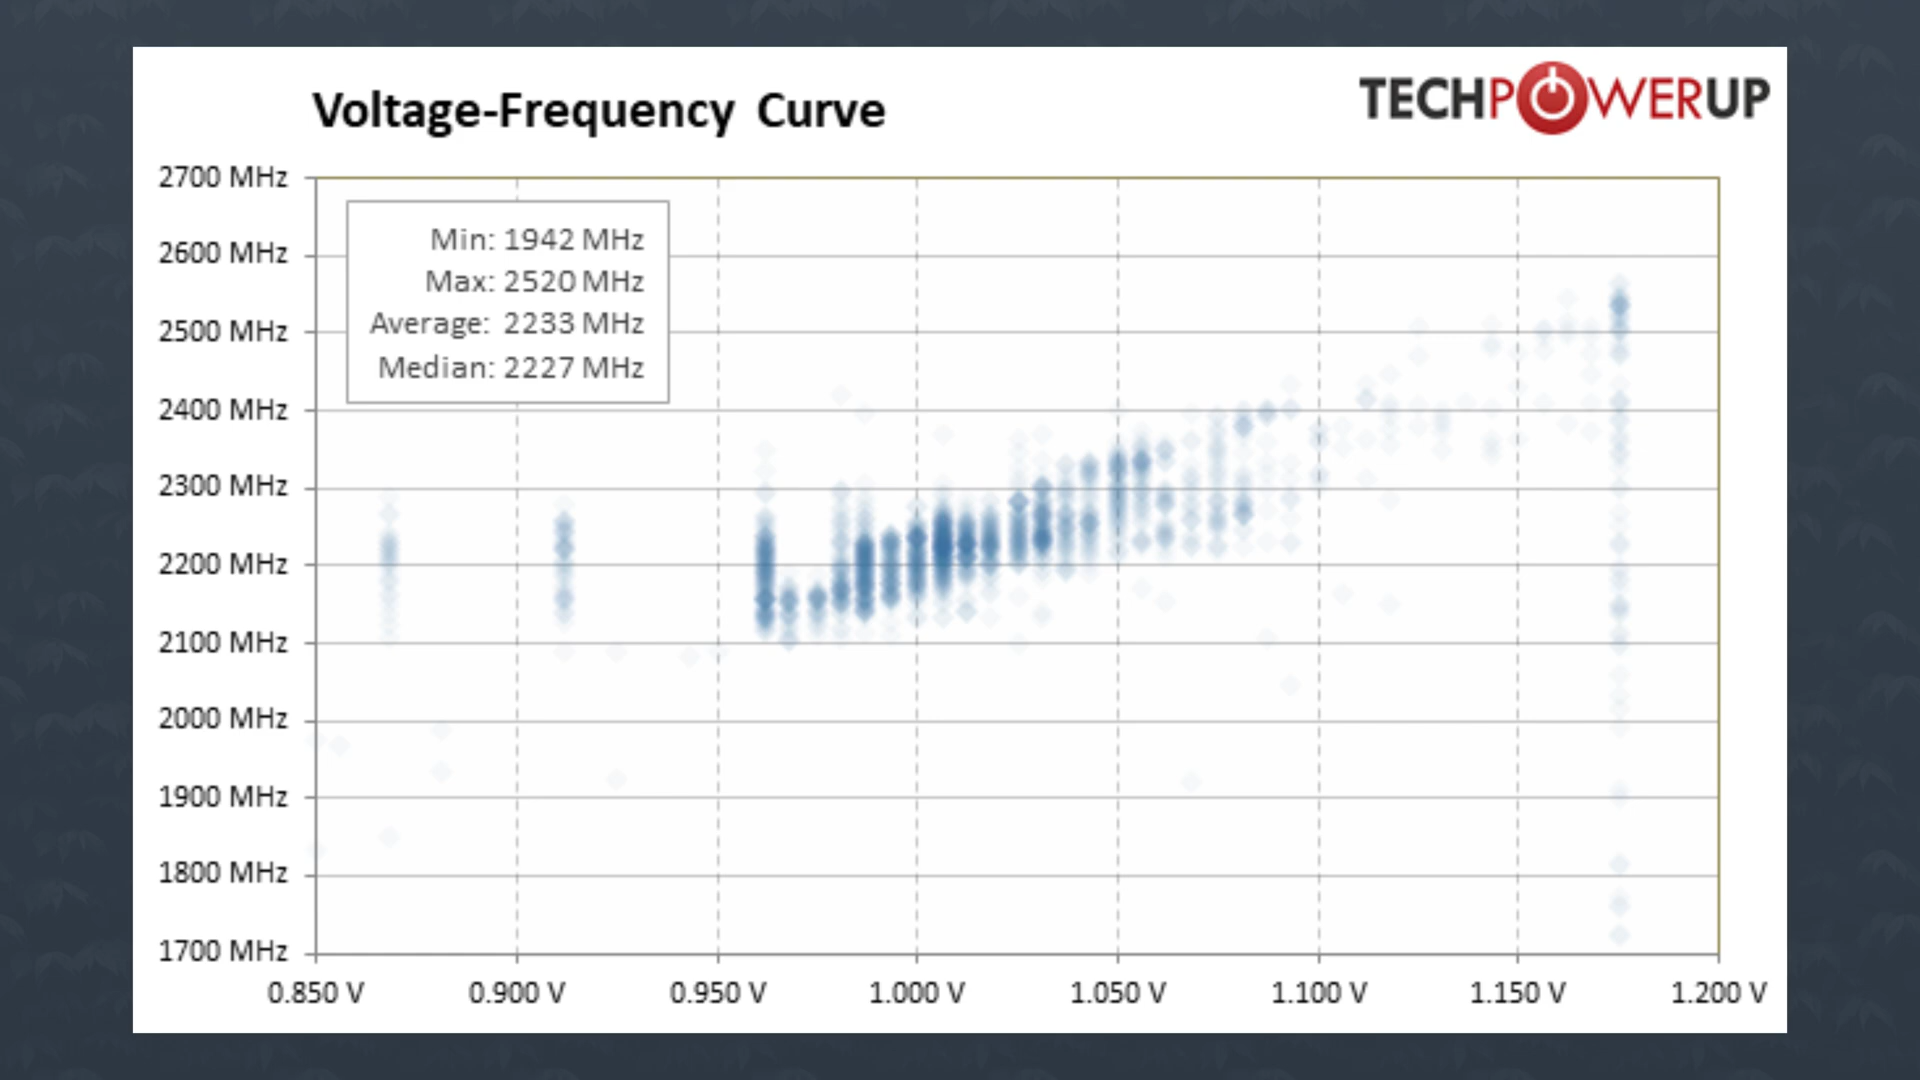 Voltage-Frequency Curve
TECHPOWERUP
2700 MHz
2600 MHz
2500 MHz
2400 MHz
2300 MHz
2200 MHz
2100 MHz
2000 MHz
1900 MHz
1800 MHz
1700 MHz
Min: 1942 MHz
Max: 2520 MHz
Average: 2233 MHz
Median: 2227 MHz
0.850 V 0.900 V 0.950 V 1.000 V 1.050 V 1.100 V 1.150 V 1.200 V